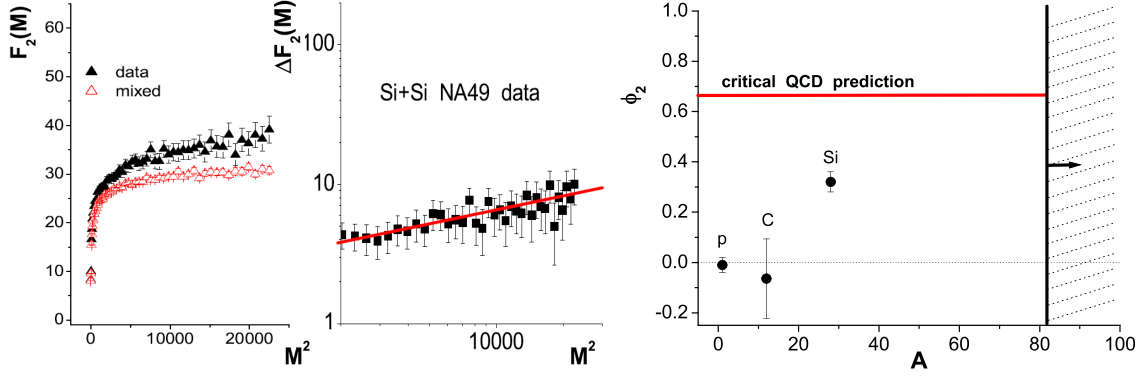 F2(M)
60
50
40
30
20
10
0
data
mixed
0
10000
20000
M2
ΔF2(M)
100
10
1
Si+Si NA49 data
10000
M2
ϕ2
1.0
0.8
0.6
0.4
0.2
0.0
-0.2
critical QCD prediction
Si
p
C
0
20
40
60
80
100
A